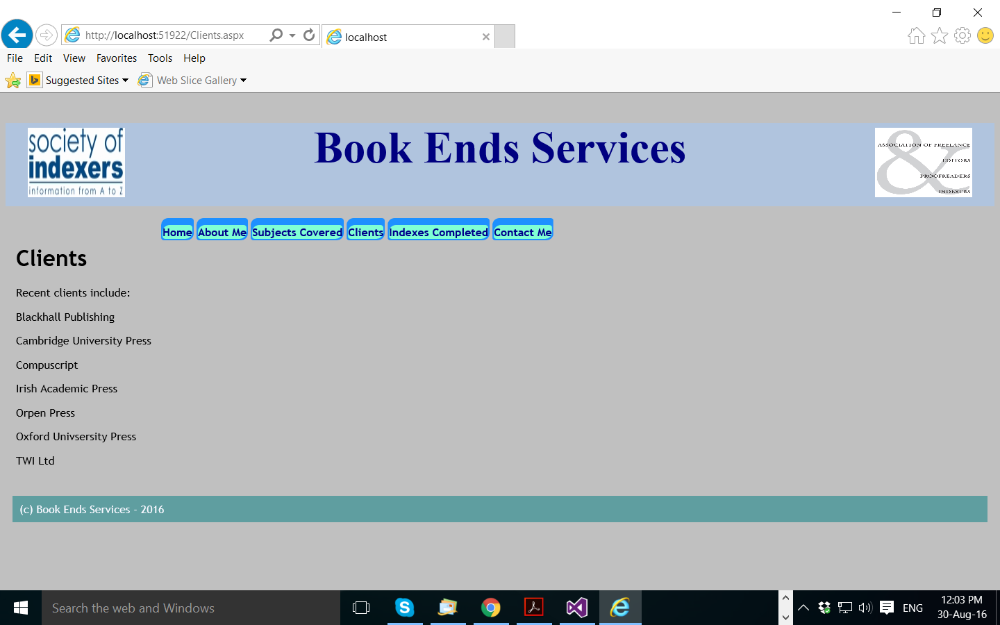 http://localhost:51922/Clients.aspx
localhost
File Edit View Favorites Tools Help
Suggested Sites Web Slice Gallery
society of
indexers
information from A to Z
Book Ends Services
&
ASSOCIATION OF FREELANCE
EDITORS
PROOFREADERS
INDEXERS
Home About Me Subjects Covered Clients Indexes Completed Contact Me
Clients
Recent clients include:
Blackhall Publishing
Cambridge University Press
Compuscript
Irish Academic Press
Orpen Press
Oxford Univsersity Press
TWI Ltd
(c) Book Ends Services - 2016
Search the web and Windows
ENG
12:03 PM
30-Aug-16